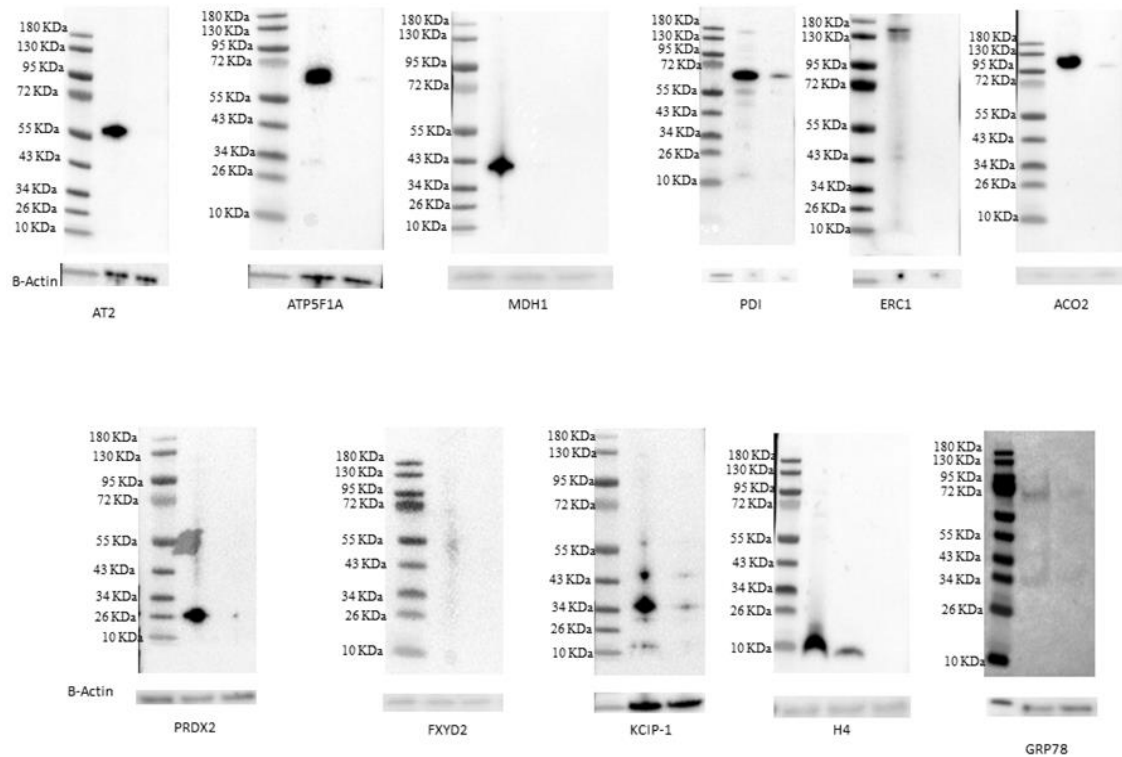 180 KDa
130 KDa
95 KDa
72 KDa
55 KDa
43 KDa
34 KDa
26 KDa
10 KDa
B-Actin
AT2
180 KDa
130 KDa
95 KDa
72 KDa
55 KDa
43 KDa
34 KDa
26 KDa
10 KDa
ATP5F1A
180 KDa
130 KDa
95 KDa
72 KDa
55 KDa
43 KDa
34 KDa
26 KDa
10 KDa
MDH1
180 KDa
130 KDa
95 KDa
72 KDa
55 KDa
43 KDa
34 KDa
26 KDa
10 KDa
PDI
180 KDa
130 KDa
95 KDa
72 KDa
55 KDa
43 KDa
34 KDa
26 KDa
10 KDa
ERC1
180 KDa
130 KDa
95 KDa
72 KDa
55 KDa
43 KDa
34 KDa
26 KDa
10 KDa
ACO2
180 KDa
130 KDa
95 KDa
72 KDa
55 KDa
43 KDa
34 KDa
26 KDa
10 KDa
B-Actin
PRDX2
180 KDa
130 KDa
95 KDa
72 KDa
55 KDa
43 KDa
34 KDa
26 KDa
10 KDa
FXYD2
180 KDa
130 KDa
95 KDa
72 KDa
55 KDa
43 KDa
34 KDa
26 KDa
10 KDa
KCIP-1
180 KDa
130 KDa
95 KDa
72 KDa
55 KDa
43 KDa
34 KDa
26 KDa
10 KDa
H4
180 KDa
130 KDa
95 KDa
72 KDa
55 KDa
43 KDa
34 KDa
26 KDa
10 KDa
GRP78